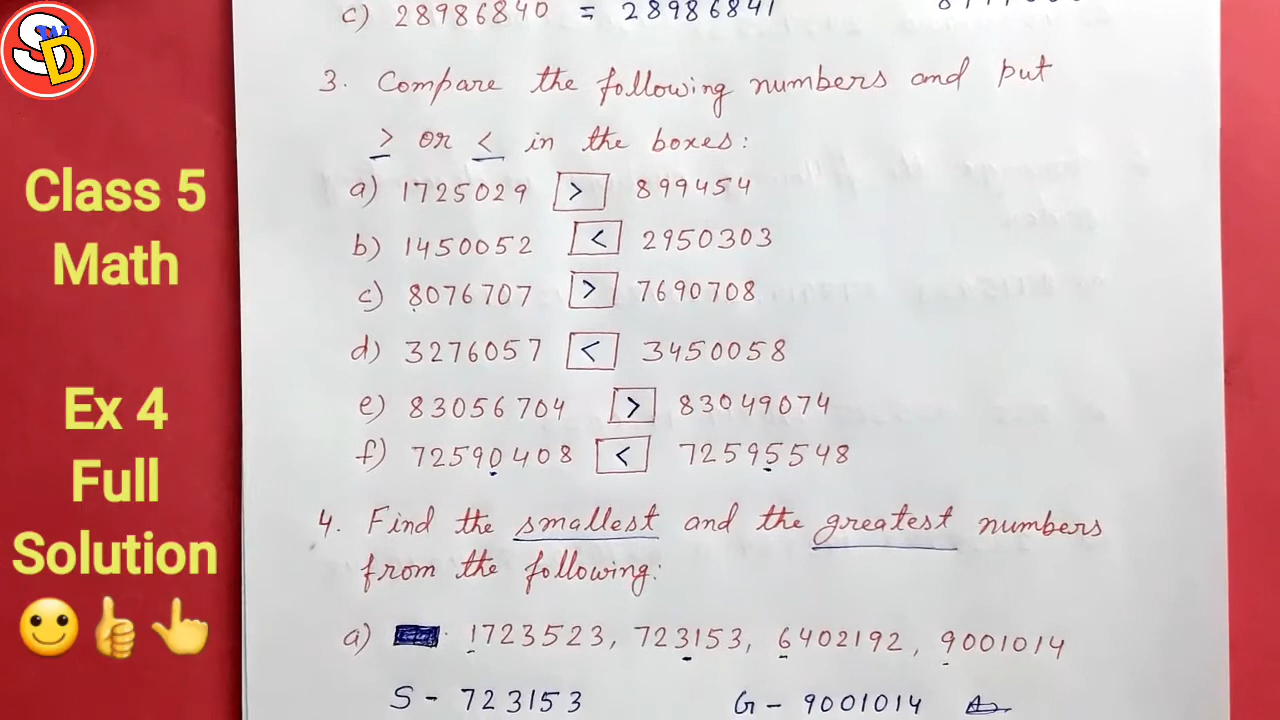 c) 28986840 = 28986841
SWD
Class 5
Math
Ex 4
Full
Solution
3. Compare the following numbers and put
> or < in the boxes:
a) 1725029 > 899454
b) 1450052 < 2950303
c) 8076707 > 7690708
d) 3276057 < 3450058
e) 83056704 > 83049074
f) 72590408 < 72595548
4. Find the smallest and the greatest numbers
from the following:
a) 1723523, 723153, 6402192, 9001014
S - 723153 G - 9001014